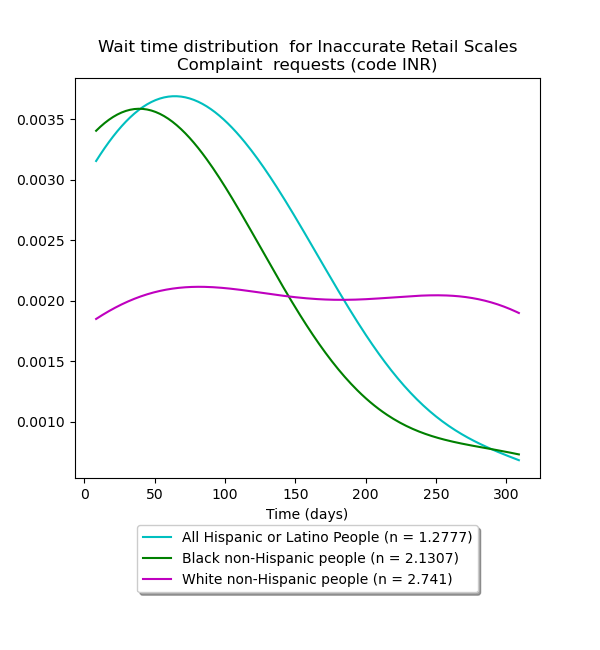 Wait time distribution  for Inaccurate Retail Scales
Complaint  requests (code INR)
0.0035
0.0030
0.0025
0.0020
0.0015
0.0010
0 50 100 150 200 250 300
Time (days)
All Hispanic or Latino People (n = 1.2777)
Black non-Hispanic people (n = 2.1307)
White non-Hispanic people (n = 2.741)